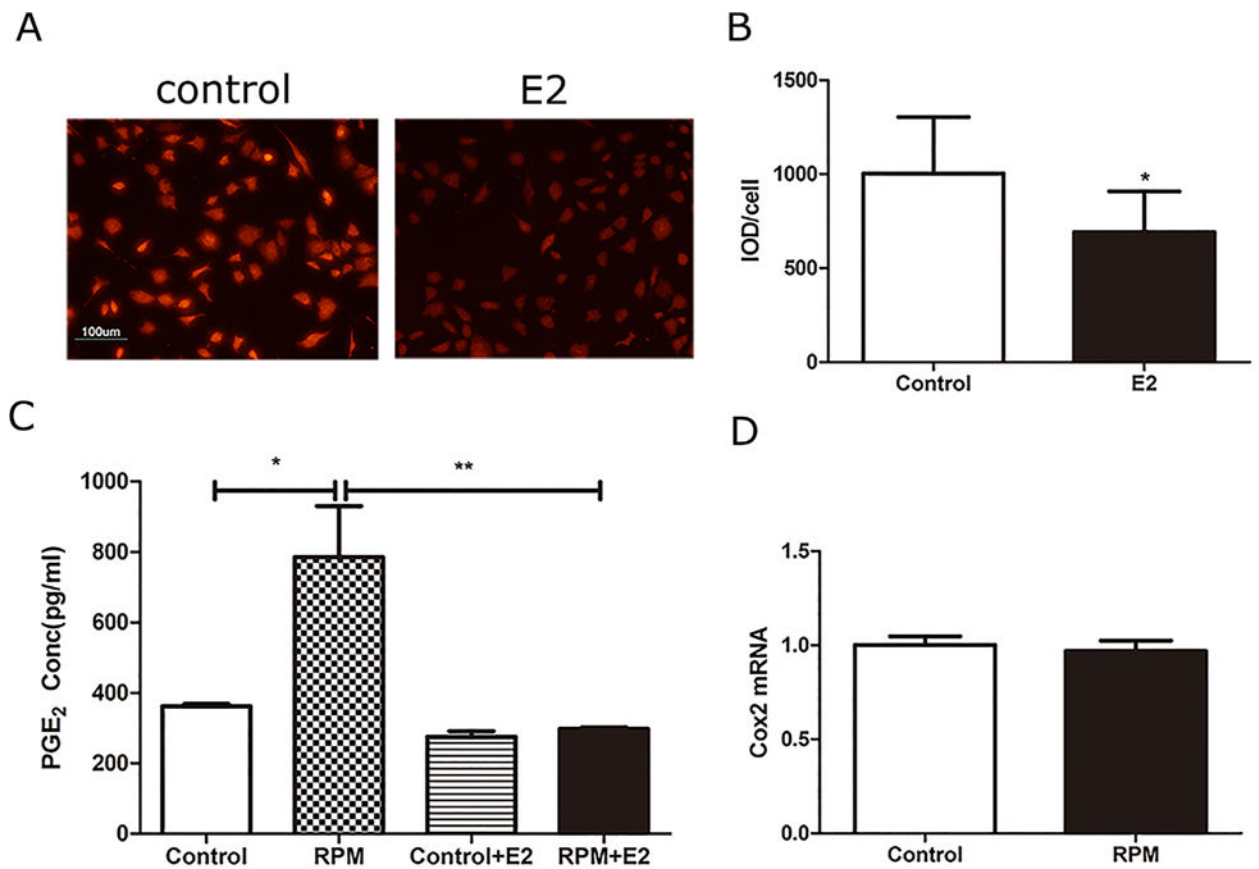 A
control
E2
100um
B
1500
1000
500
0
IOD/cell
*
Control
E2
C
1000
800
600
400
200
0
PGE₂ Conc(pg/ml)
*
**
Control
RPM
Control+E2
RPM+E2
D
1.5
1.0
0.5
0.0
Cox2 mRNA
Control
RPM